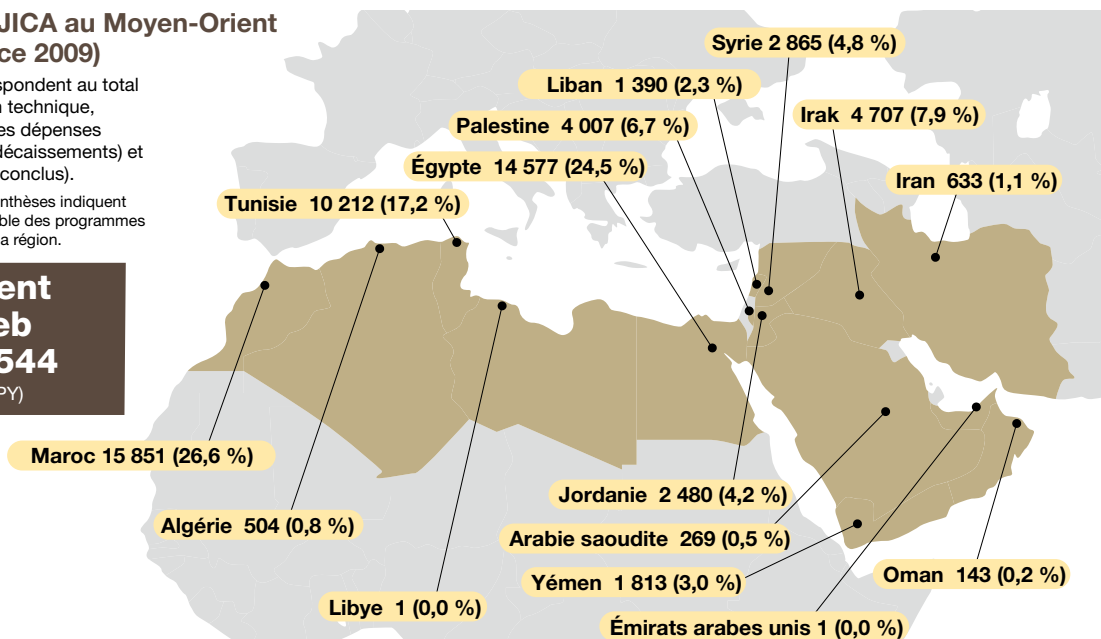 JICA au Moyen-Orient
ce 2009)
spondent au total
n technique,
es dépenses
décaissements) et
conclus).
nthèses indiquent
ble des programmes
a région.
ent
eb
544
PY)
Syrie 2 865 (4,8 %)
Liban 1 390 (2,3 %)
Irak 4 707 (7,9 %)
Palestine 4 007 (6,7 %)
Égypte 14 577 (24,5 %)
Iran 633 (1,1 %)
Tunisie 10 212 (17,2 %)
Maroc 15 851 (26,6 %)
Jordanie 2 480 (4,2 %)
Algérie 504 (0,8 %)
Arabie saoudite 269 (0,5 %)
Yémen 1 813 (3,0 %)
Oman 143 (0,2 %)
Libye 1 (0,0 %)
Émirats arabes unis 1 (0,0 %)